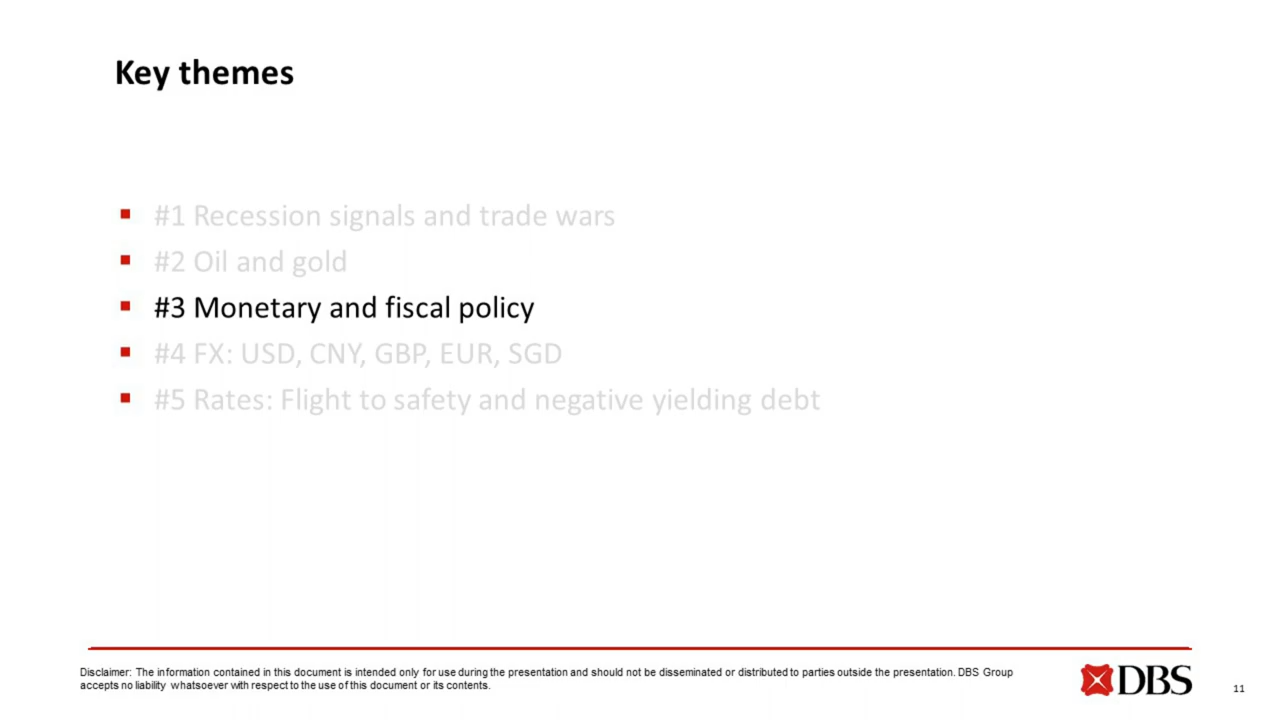 Key themes
#1 Recession signals and trade wars
#2 Oil and gold
#3 Monetary and fiscal policy
#4 FX: USD, CNY, GBP, EUR, SGD
#5 Rates: Flight to safety and negative yielding debt
Disclaimer: The information contained in this document is intended only for use during the presentation and should not be disseminated or distributed to parties outside the presentation. DBS Group
accepts no liability whatsoever with respect to the use of this document or its contents.
DBS
11